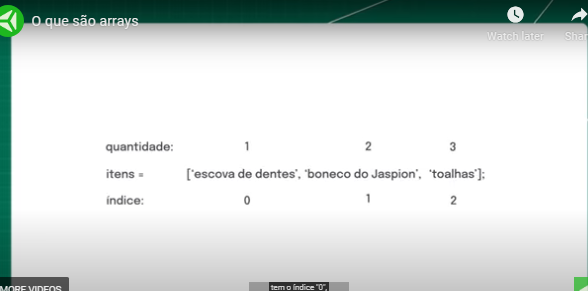 O que são arrays
Watch later
Shar
quantidade: 1 2 3
itens = ['escova de dentes', 'boneco do Jaspion', 'toalhas'];
índice: 0 1 2
MORE VIDEOS
tem o índice "0",